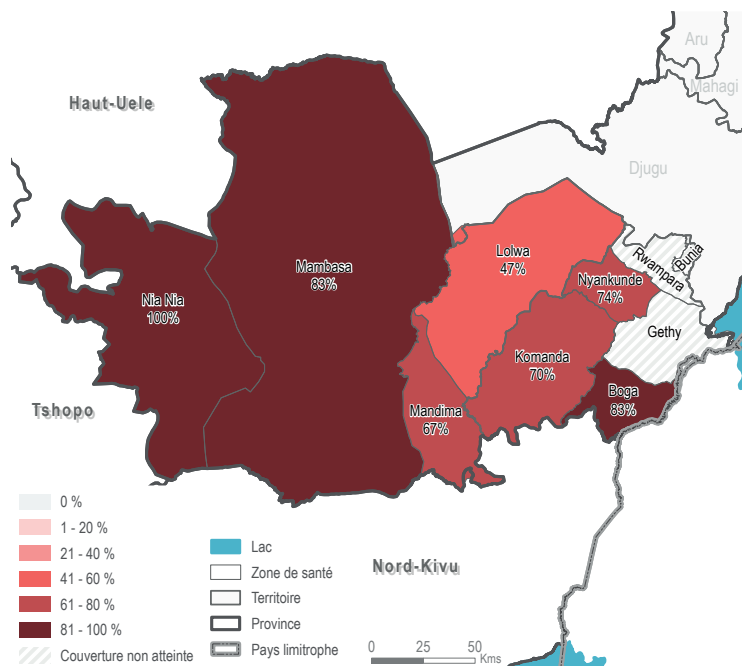 Aru
Mahagi
Haut-Uele
Djugu
Lolwa
47%
Rwampara
Bunia
Mambasa
83%
Nyankunde
74%
Nia Nia
100%
Gethy
Komanda
70%
Boga
83%
Tshopo
Mandima
67%
0 %
1 - 20 %
21 - 40 %
41 - 60 %
61 - 80 %
81 - 100 %
Couverture non atteinte
Lac
Zone de santé
Territoire
Province
Pays limitrophe
Nord-Kivu
0 25 50
Kms